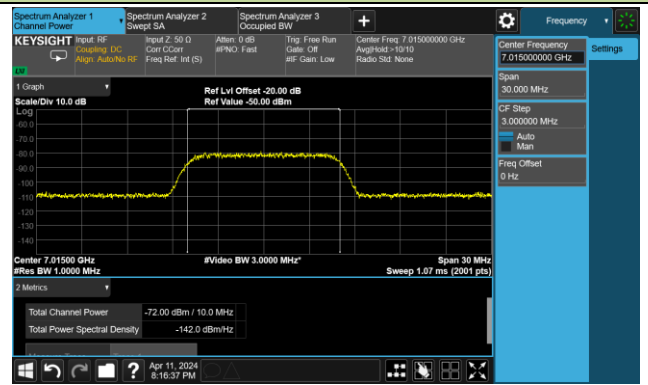 Spectrum Analyzer 1
Channel Power
Spectrum Analyzer 2
Swept SA
Spectrum Analyzer 3
Occupied BW
Frequency
KEYSIGHT
Input: RF
Coupling: DC
Align: Auto/No RF
Input Z: 50 Ω
Corr CCorr
Freq Ref: Int (S)
Atten: 0 dB
#PNO: Fast
Trig: Free Run
Gate: Off
#IF Gain: Low
Center Freq: 7.015000000 GHz
Avg|Hold:>10/10
Radio Std: None
Center Frequency
7.015000000 GHz
Settings
Span
30.000 MHz
CF Step
3.000000 MHz
Auto
Man
Freq Offset
0 Hz
1 Graph
Scale/Div 10.0 dB
Ref Lvl Offset -20.00 dB
Ref Value -50.00 dBm
Log
-60.0
-70.0
-80.0
-90.0
-100
-110
-120
-130
-140
Center 7.01500 GHz
#Res BW 1.0000 MHz
#Video BW 3.0000 MHz*
Span 30 MHz
Sweep 1.07 ms (2001 pts)
2 Metrics
Total Channel Power -72.00 dBm / 10.0 MHz
Total Power Spectral Density -142.0 dBm/Hz
?
Apr 11, 2024
8:16:37 PM